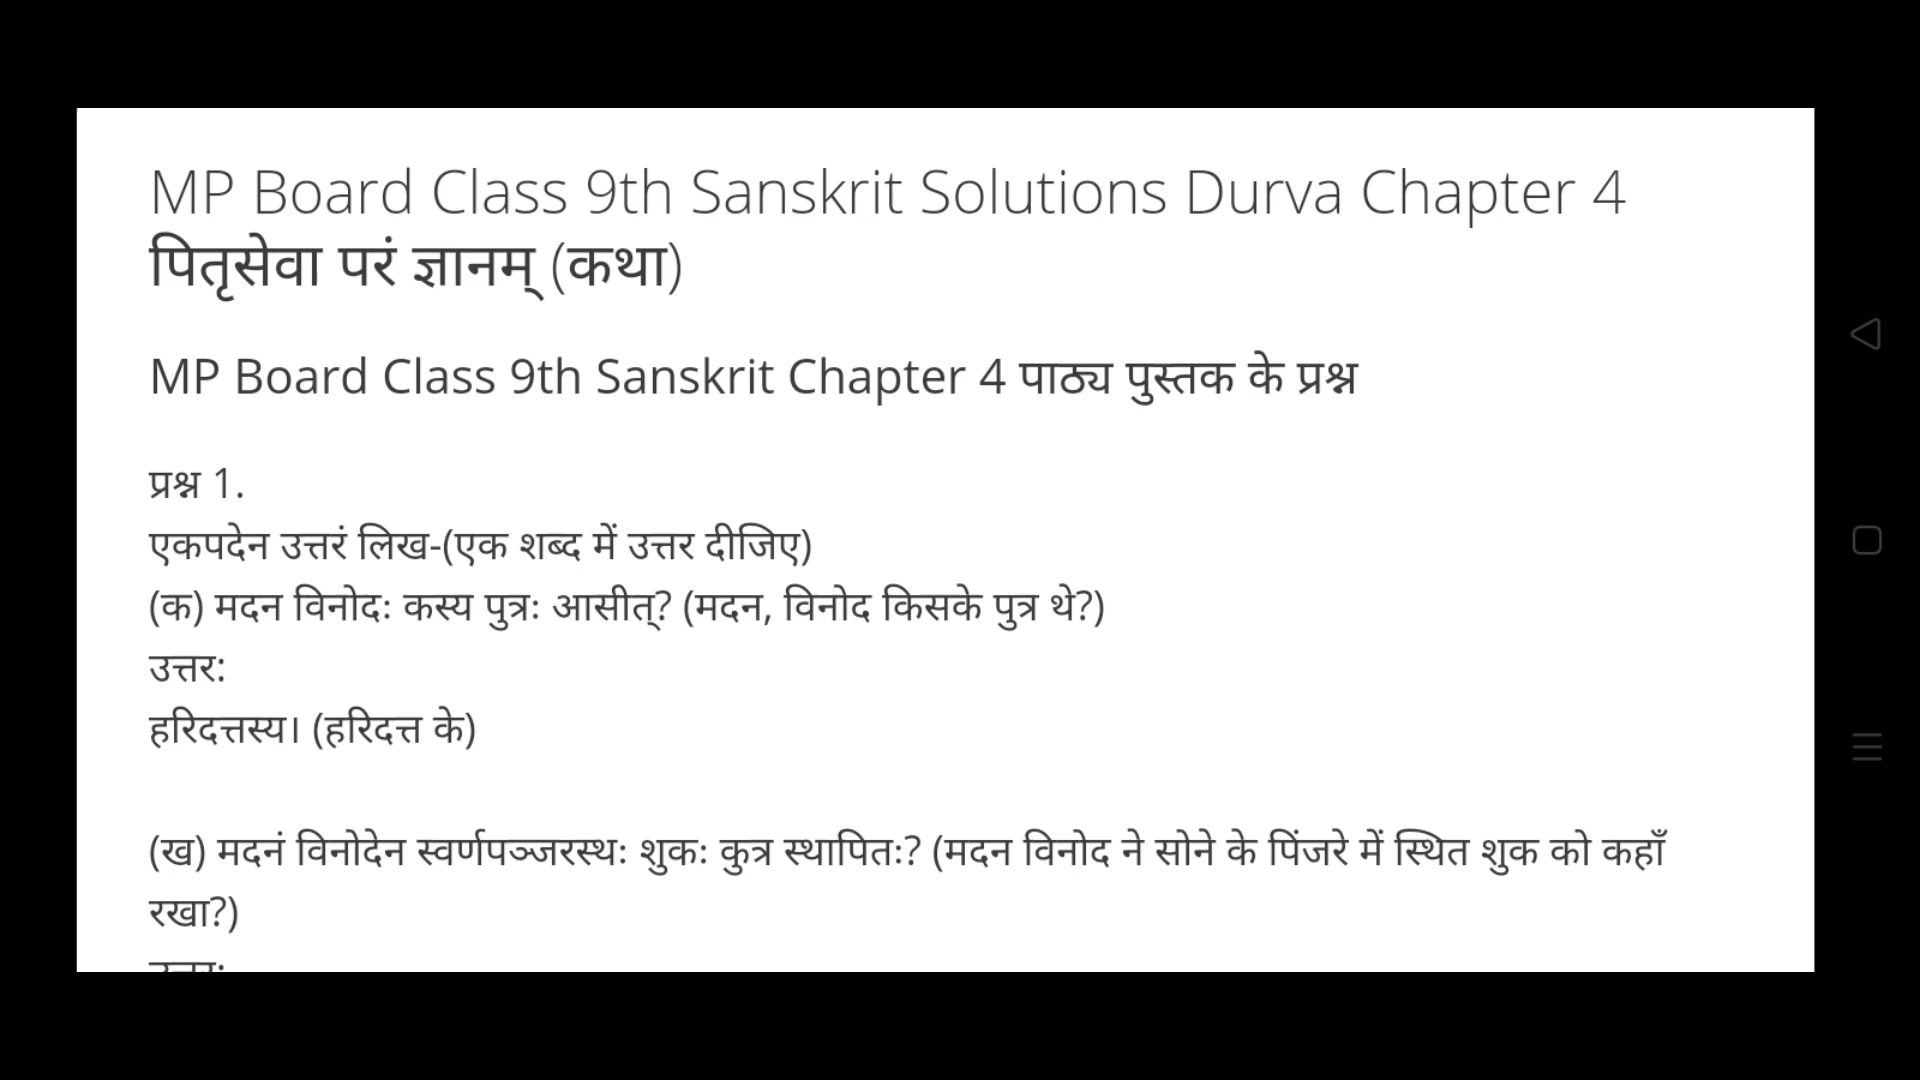 MP Board Class 9th Sanskrit Solutions Durva Chapter 4
पितृसेवा परं ज्ञानम् (कथा)
MP Board Class 9th Sanskrit Chapter 4 पाठ्य पुस्तक के प्रश्न
प्रश्न 1.
एकपदेन उत्तरं लिख-(एक शब्द में उत्तर दीजिए)
(क) मदन विनोदः कस्य पुत्रः आसीत्? (मदन, विनोद किसके पुत्र थे?)
उत्तर:
हरिदत्तस्य। (हरिदत्त के)
(ख) मदनं विनोदेन स्वर्णपञ्जरस्थः शुकः कुत्र स्थापितः? (मदन विनोद ने सोने के पिंजरे में स्थित शुक को कहाँ
रखा?)